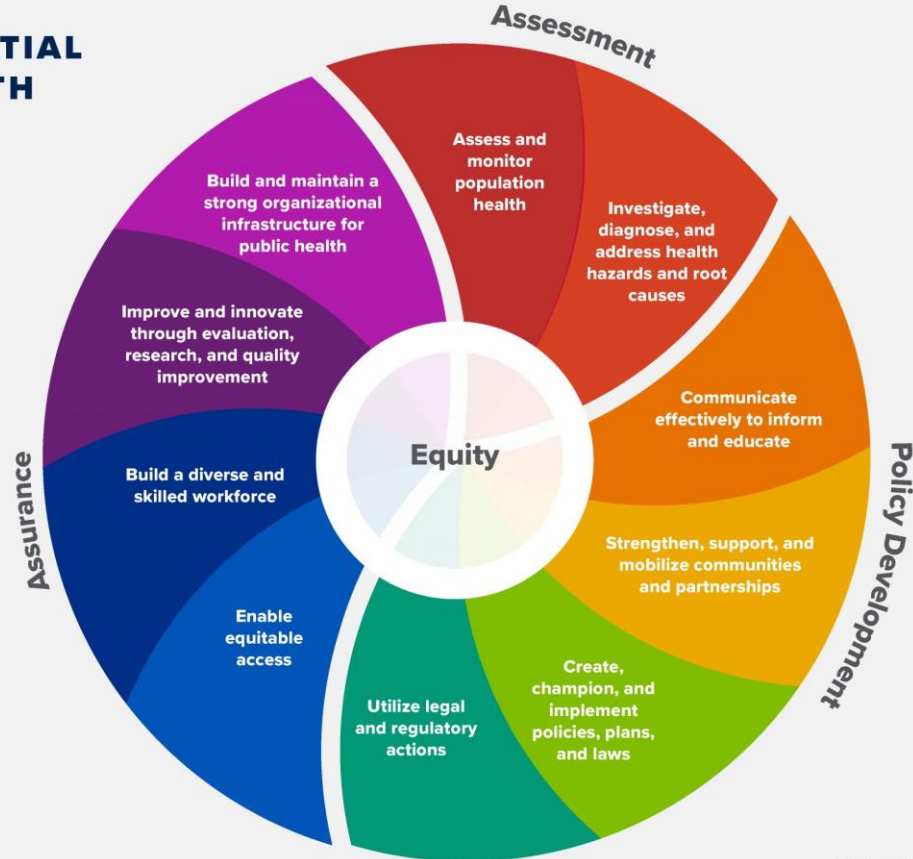 TIAL
TH
Assessment
Assess and
monitor
population
health
Investigate,
diagnose, and
address health
hazards and root
causes
Policy Development
Communicate
effectively to inform
and educate
Strengthen, support, and
mobilize communities
and partnerships
Create,
champion, and
implement
policies, plans,
and laws
Utilize legal
and regulatory
actions
Assurance
Enable
equitable
access
Build a diverse and
skilled workforce
Improve and innovate
through evaluation,
research, and quality
improvement
Build and maintain a
strong organizational
infrastructure for
public health
Equity